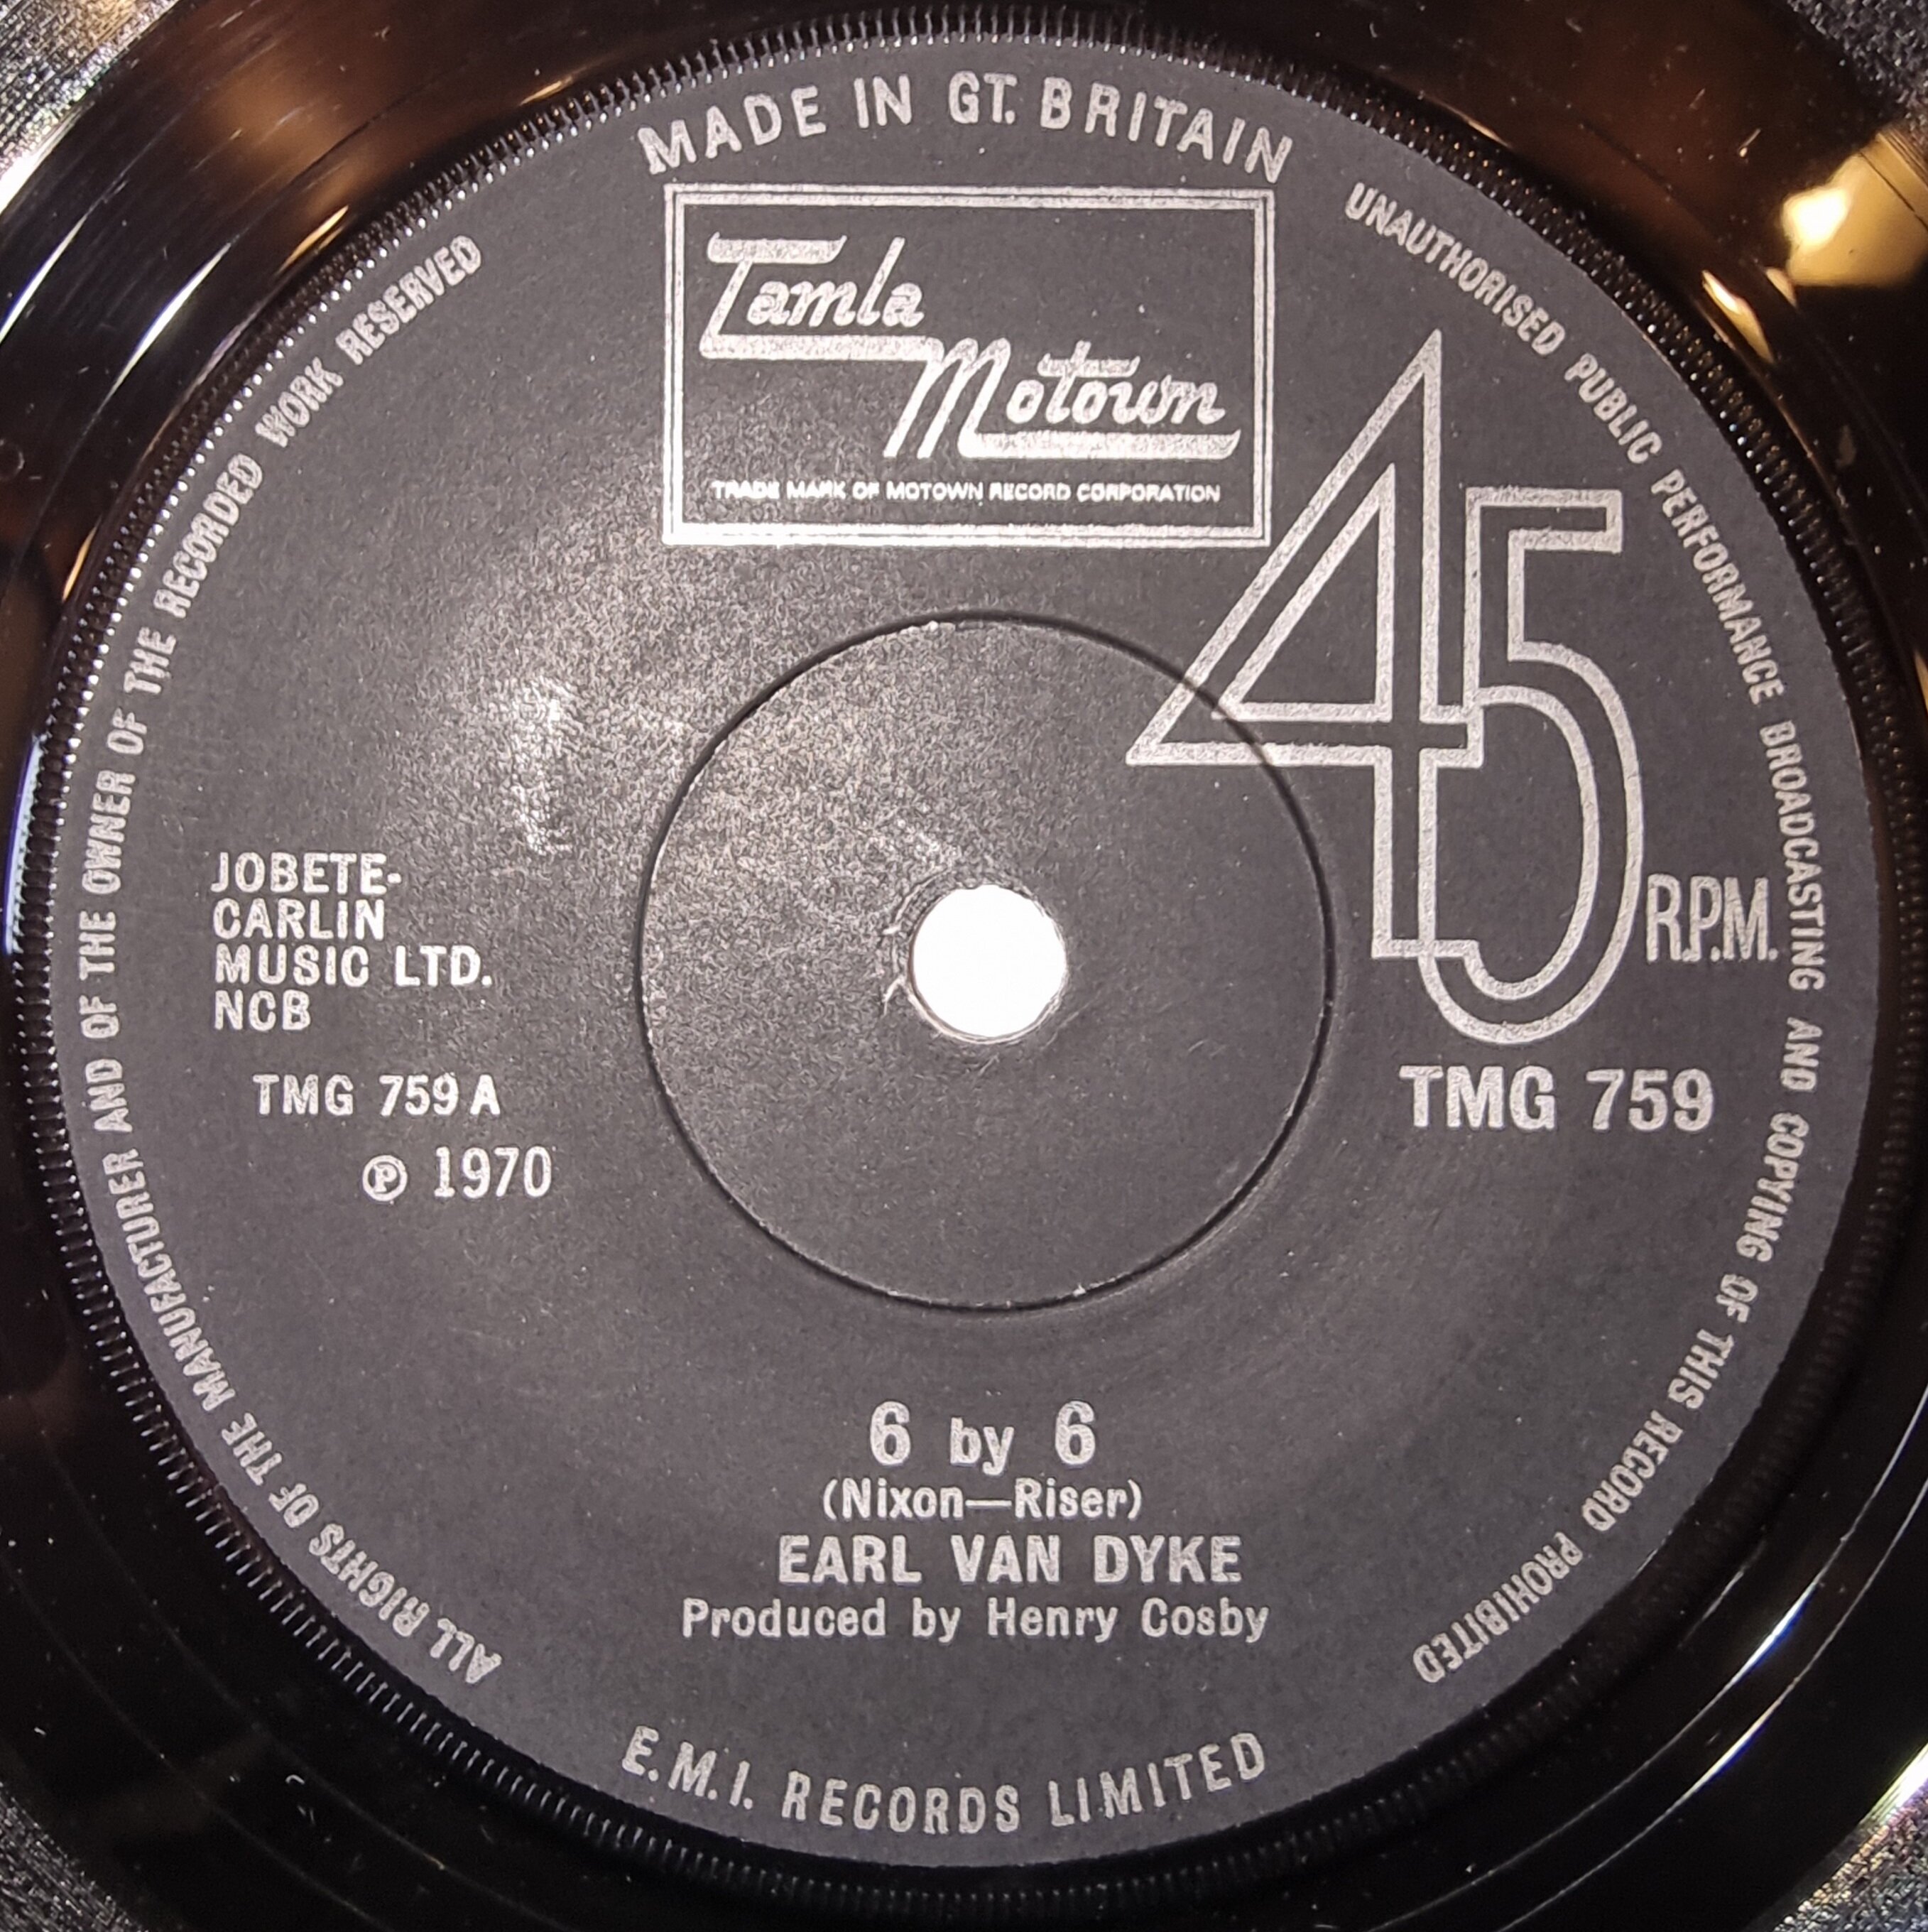 MADE IN GT. BRITAIN
Tamla
Motown
TRADE MARK OF MOTOWN RECORD CORPORATION
45
R.P.M.
JOBETE-
CARLIN
MUSIC LTD.
NCB
TMG 759 A
℗ 1970
TMG 759
6 by 6
(Nixon—Riser)
EARL VAN DYKE
Produced by Henry Cosby
E.M.I. RECORDS LIMITED
ALL RIGHTS OF THE MANUFACTURER AND OF THE OWNER OF THE RECORDED WORK RESERVED
UNAUTHORISED PUBLIC PERFORMANCE BROADCASTING AND COPYING OF THIS RECORD PROHIBITED